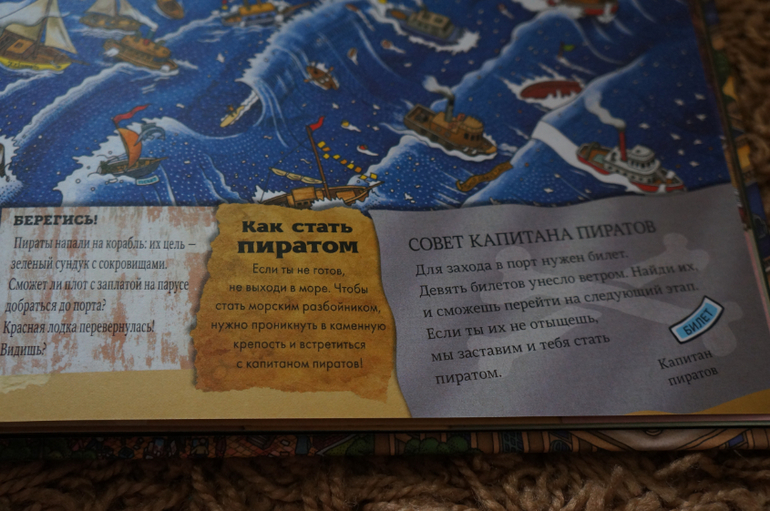 БЕРЕГИСЬ!
Пираты напали на корабль: их цель –
зеленый сундук с сокровищами.
Сможет ли плот с заплатой на парусе
добраться до порта?
Красная лодка перевернулась!
Видишь?
Как стать
пиратом
Если ты не готов,
не выходи в море. Чтобы
стать морским разбойником,
нужно проникнуть в каменную
крепость и встретиться
с капитаном пиратов!
СОВЕТ КАПИТАНА ПИРАТОВ
Для захода в порт нужен билет.
Девять билетов унесло ветром. Найди их,
и сможешь перейти на следующий этап.
Если ты их не отыщешь,
мы заставим и тебя стать
пиратом.
БИЛЕТ
Капитан
пиратов